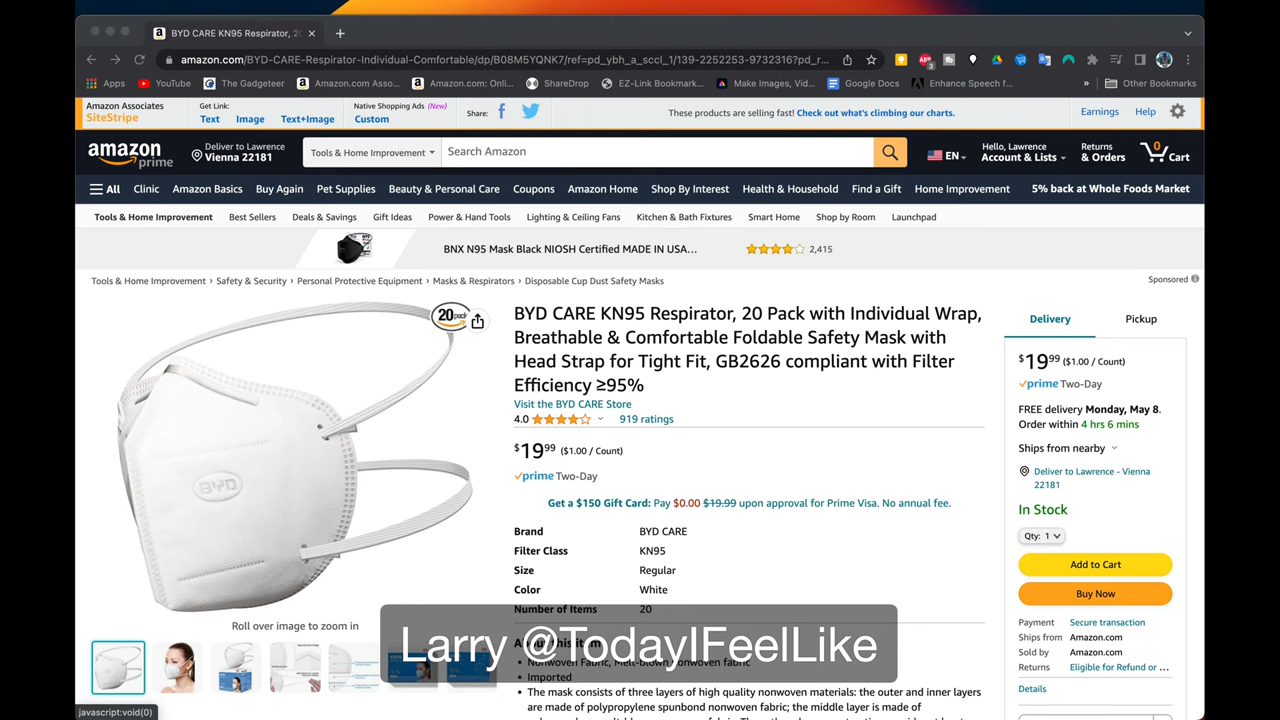 BYD CARE KN95 Respirator, 20
amazon.com/BYD-CARE-Respirator-Individual-Comfortable/dp/B08M5YQNK7/ref=pd_ybh_a_sccl_1/139-2252253-9732316?pd_r...
Apps YouTube The Gadgeteer Amazon.com Asso... Amazon.com: Onli... ShareDrop EZ-Link Bookmark... Make Images, Vid... Google Docs Enhance Speech f... » Other Bookmarks
Amazon Associates
SiteStripe
Get Link:
Text Image Text+Image
Native Shopping Ads (New)
Custom
Share:
These products are selling fast! Check out what's climbing our charts.
Earnings Help
amazon
prime
Deliver to Lawrence
Vienna 22181
Tools & Home Improvement
Search Amazon
EN
Hello, Lawrence
Account & Lists
Returns
& Orders
0
Cart
All Clinic Amazon Basics Buy Again Pet Supplies Beauty & Personal Care Coupons Amazon Home Shop By Interest Health & Household Find a Gift Home Improvement 5% back at Whole Foods Market
Tools & Home Improvement Best Sellers Deals & Savings Gift Ideas Power & Hand Tools Lighting & Ceiling Fans Kitchen & Bath Fixtures Smart Home Shop by Room Launchpad
BNX N95 Mask Black NIOSH Certified MADE IN USA... 2,415
Tools & Home Improvement › Safety & Security › Personal Protective Equipment › Masks & Respirators › Disposable Cup Dust Safety Masks
Sponsored
20 pack
BYD
BYD CARE KN95 Respirator, 20 Pack with Individual Wrap,
Breathable & Comfortable Foldable Safety Mask with
Head Strap for Tight Fit, GB2626 compliant with Filter
Efficiency ≥95%
Visit the BYD CARE Store
4.0 919 ratings
$19.99 ($1.00 / Count)
prime Two-Day
Get a $150 Gift Card: Pay $0.00 $19.99 upon approval for Prime Visa. No annual fee.
Brand BYD CARE
Filter Class KN95
Size Regular
Color White
Number of Items 20
About this item
• Nonwoven Fabric, Melt-blown nonwoven fabric
• Imported
• The mask consists of three layers of high quality nonwoven materials: the outer and inner layers
are made of polypropylene spunbond nonwoven fabric; the middle layer is made of
Roll over image to zoom in
Larry @TodayIFeelLike
Delivery Pickup
$19.99 ($1.00 / Count)
prime Two-Day
FREE delivery Monday, May 8.
Order within 4 hrs 6 mins
Ships from nearby
Deliver to Lawrence - Vienna
22181
In Stock
Qty: 1
Add to Cart
Buy Now
Payment Secure transaction
Ships from Amazon.com
Sold by Amazon.com
Returns Eligible for Refund or ...
Details
javascript:void(0)